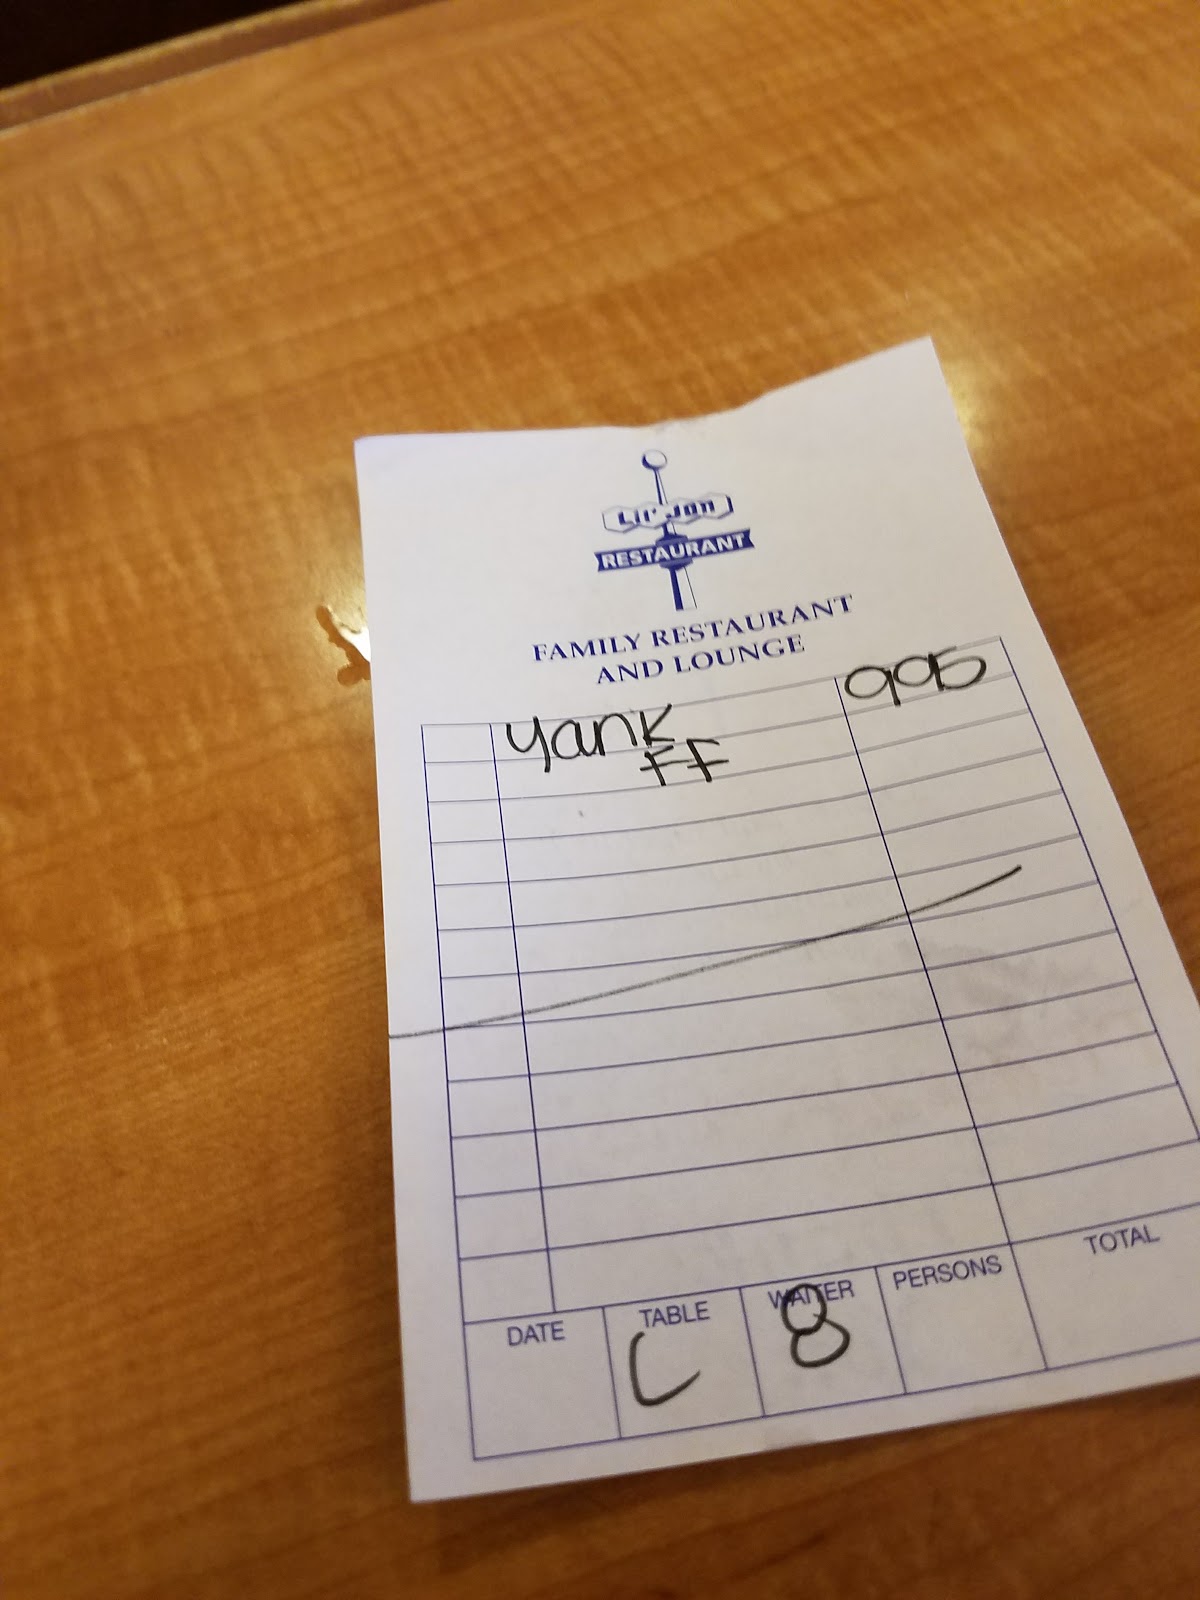 Lil' Jon
RESTAURANT
FAMILY RESTAURANT
AND LOUNGE
yank 995
FF
DATE TABLE WAITER PERSONS TOTAL
C 8